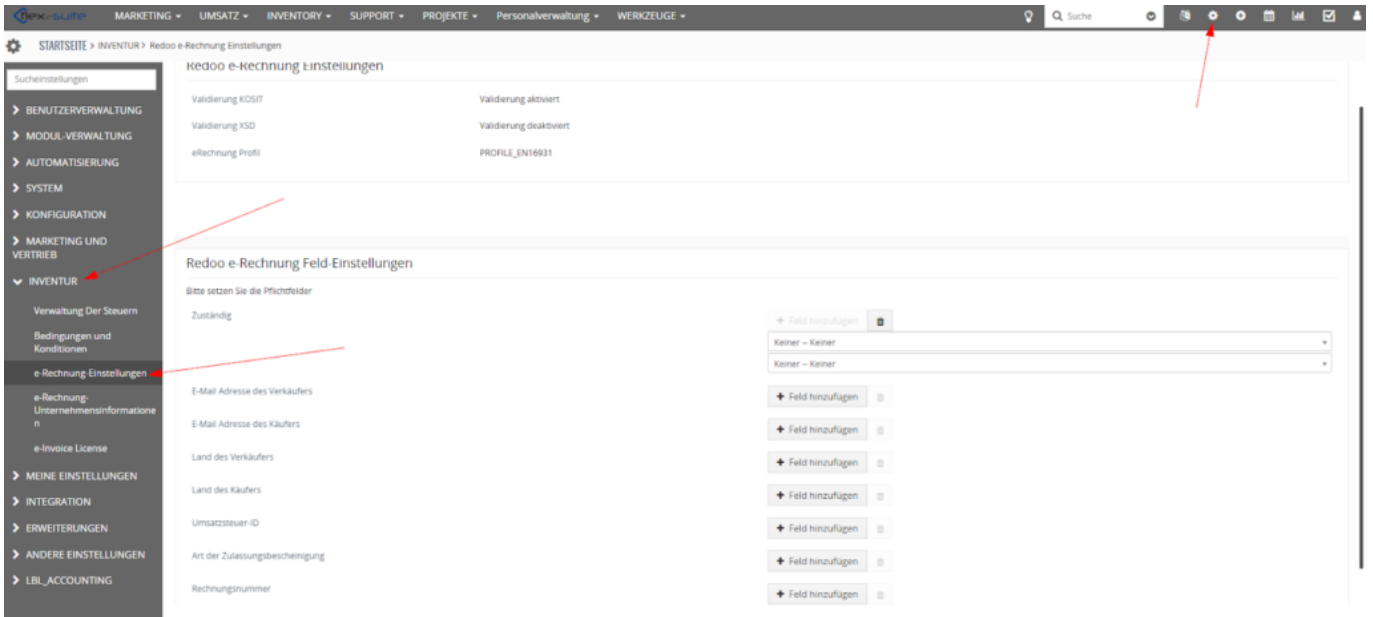 flex-suite MARKETING UMSATZ INVENTORY SUPPORT PROJEKTE Personalverwaltung WERKZEUGE Suche
STARTSEITE > INVENTUR > Redoo e-Rechnung Einstellungen
Sucheinstellungen
BENUTZERVERWALTUNG
MODUL-VERWALTUNG
AUTOMATISIERUNG
SYSTEM
KONFIGURATION
MARKETING UND
VERTRIEB
INVENTUR
Verwaltung Der Steuern
Bedingungen und
Konditionen
e-Rechnung-Einstellungen
e-Rechnung-
Unternehmensinformatione
n
e-Invoice License
MEINE EINSTELLUNGEN
INTEGRATION
ERWEITERUNGEN
ANDERE EINSTELLUNGEN
LBL_ACCOUNTING
Redoo e-Rechnung Einstellungen
Validierung KOSIT Validierung aktiviert
Validierung XSD Validierung deaktiviert
eRechnung Profil PROFILE_EN16931
Redoo e-Rechnung Feld-Einstellungen
Bitte setzen Sie die Pflichtfelder
Zuständig + Feld hinzufügen
Keiner – Keiner
Keiner – Keiner
E-Mail Adresse des Verkäufers + Feld hinzufügen
E-Mail Adresse des Käufers + Feld hinzufügen
Land des Verkäufers + Feld hinzufügen
Land des Käufers + Feld hinzufügen
Umsatzsteuer-ID + Feld hinzufügen
Art der Zulassungsbescheinigung + Feld hinzufügen
Rechnungsnummer + Feld hinzufügen